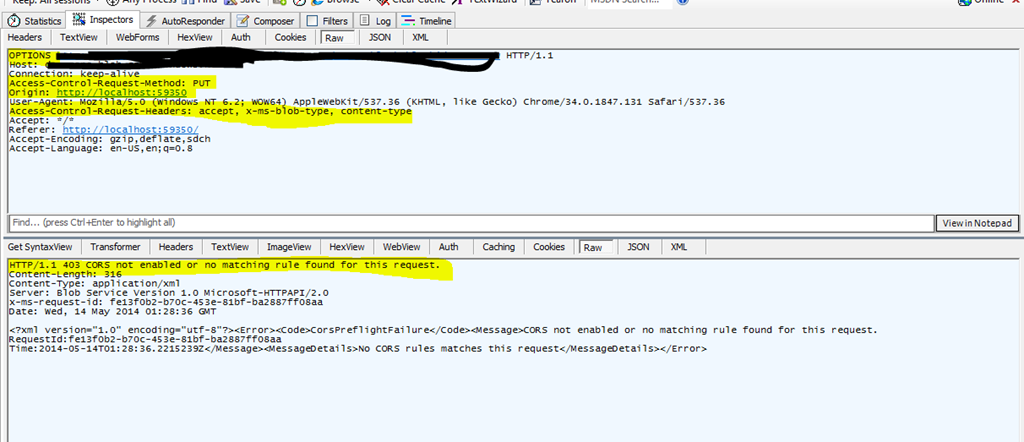 Keep: All sessions Any Process Find Save Browse Clear Cache TextWizard Tearoff MSDN Search... Online
Statistics Inspectors AutoResponder Composer Filters Log Timeline
Headers TextView WebForms HexView Auth Cookies Raw JSON XML
OPTIONS HTTP/1.1
Host:
Connection: keep-alive
Access-Control-Request-Method: PUT
Origin: http://localhost:59350
User-Agent: Mozilla/5.0 (Windows NT 6.2; WOW64) AppleWebKit/537.36 (KHTML, like Gecko) Chrome/34.0.1847.131 Safari/537.36
Access-Control-Request-Headers: accept, x-ms-blob-type, content-type
Accept: */*
Referer: http://localhost:59350/
Accept-Encoding: gzip,deflate,sdch
Accept-Language: en-US,en;q=0.8
Find... (press Ctrl+Enter to highlight all) View in Notepad
Get SyntaxView Transformer Headers TextView ImageView HexView WebView Auth Caching Cookies Raw JSON XML
HTTP/1.1 403 CORS not enabled or no matching rule found for this request.
Content-Length: 316
Content-Type: application/xml
Server: Blob Service Version 1.0 Microsoft-HTTPAPI/2.0
x-ms-request-id: fe13f0b2-b70c-453e-81bf-ba2887ff08aa
Date: Wed, 14 May 2014 01:28:36 GMT
<?xml version="1.0" encoding="utf-8"?><Error><Code>CorsPreflightFailure</Code><Message>CORS not enabled or no matching rule found for this request.
RequestId:fe13f0b2-b70c-453e-81bf-ba2887ff08aa
Time:2014-05-14T01:28:36.2215239Z</Message><MessageDetails>No CORS rules matches this request</MessageDetails></Error>